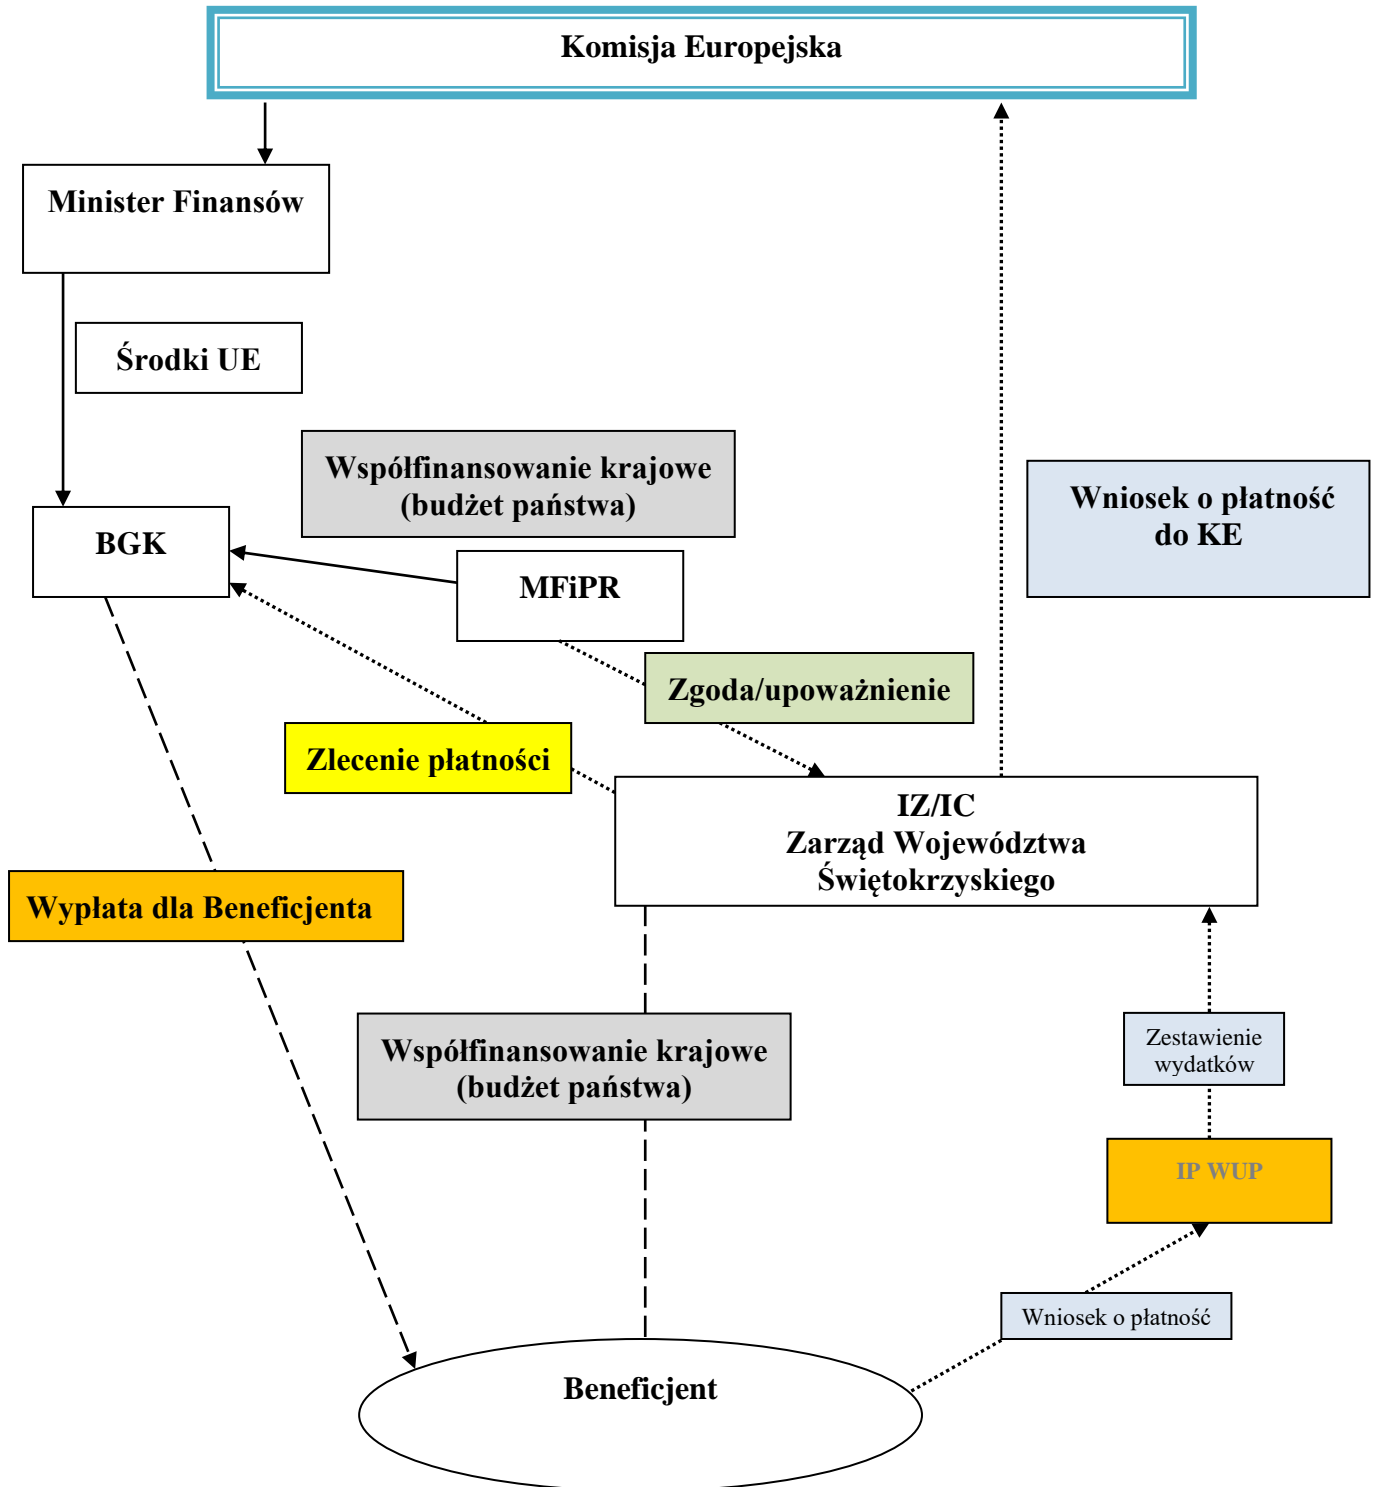 Komisja Europejska
Minister Finansów
Środki UE
Współfinansowanie krajowe
(budżet państwa)
Wniosek o płatność
do KE
BGK
MFiPR
Zgoda/upoważnienie
Zlecenie płatności
IZ/IC
Zarząd Województwa
Świętokrzyskiego
Wypłata dla Beneficjenta
Współfinansowanie krajowe
(budżet państwa)
Zestawienie
wydatków
IP WUP
Wniosek o płatność
Beneficjent